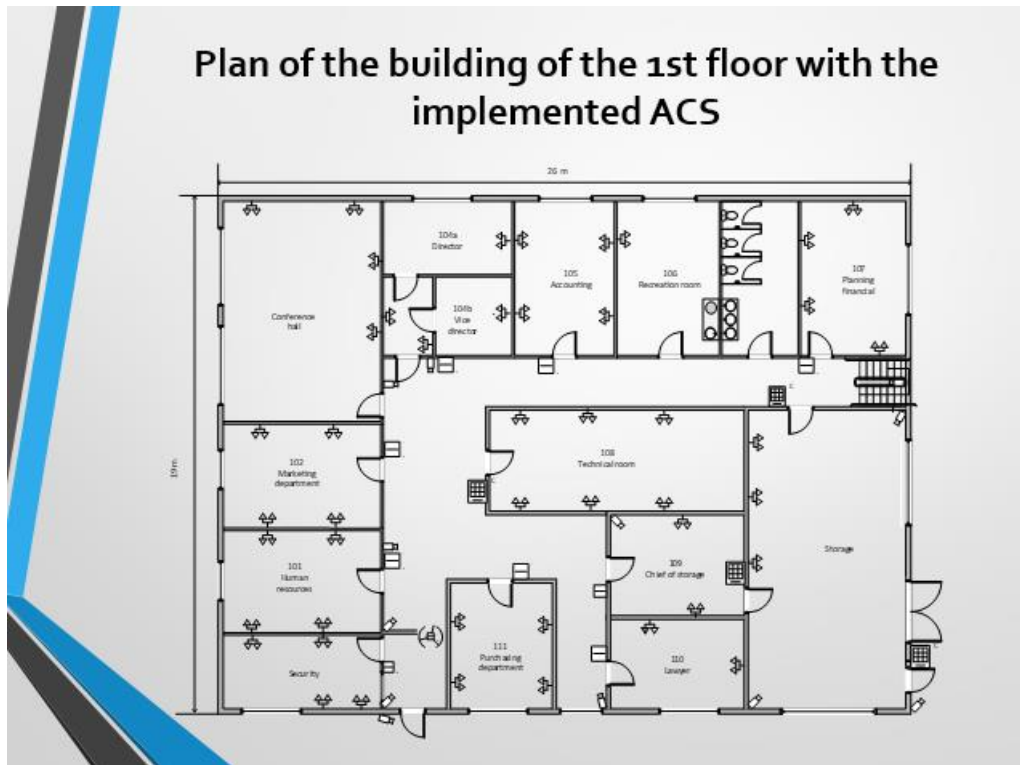 Plan of the building of the 1st floor with the
implemented ACS
26 m
19 m
104a
Director
105
Accounting
106
Recreation room
107
Planning
financial
104b
Vice
director
Conference
hall
102
Marketing
department
108
Technical room
101
Human
resources
109
Chief of storage
Storage
111
Purchasing
department
110
Lawyer
Security